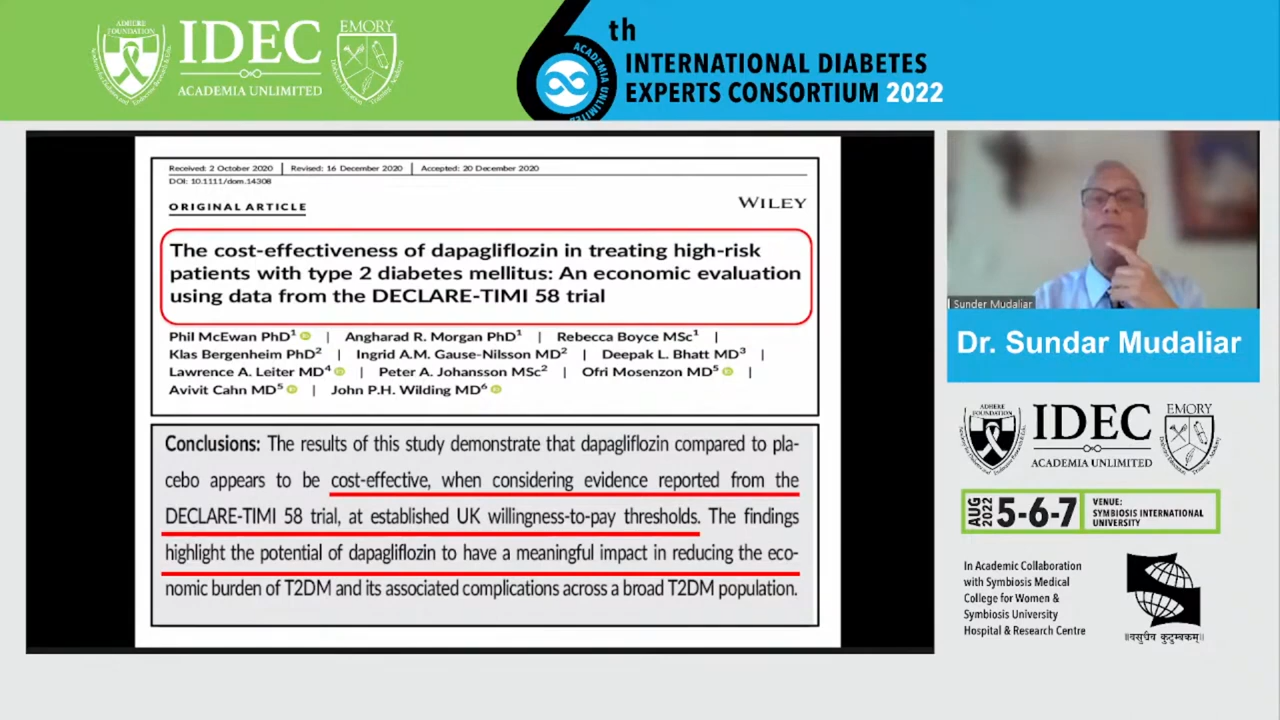 ADHERE
FOUNDATION
IDEC
ACADEMIA UNLIMITED
EMORY
6th
ACADEMIA UNLIMITED
INTERNATIONAL DIABETES
EXPERTS CONSORTIUM 2022
Received: 2 October 2020 | Revised: 16 December 2020 | Accepted: 20 December 2020
DOI: 10.1111/dom.14308
ORIGINAL ARTICLE
WILEY
The cost-effectiveness of dapagliflozin in treating high-risk
patients with type 2 diabetes mellitus: An economic evaluation
using data from the DECLARE-TIMI 58 trial
Phil McEwan PhD1 | Angharad R. Morgan PhD1 | Rebecca Boyce MSc1 |
Klas Bergenheim PhD2 | Ingrid A.M. Gause-Nilsson MD2 | Deepak L. Bhatt MD3 |
Lawrence A. Leiter MD4 | Peter A. Johansson MSc2 | Ofri Mosenzon MD5 |
Avivit Cahn MD5 | John P.H. Wilding MD6
Conclusions: The results of this study demonstrate that dapagliflozin compared to pla-
cebo appears to be cost-effective, when considering evidence reported from the
DECLARE-TIMI 58 trial, at established UK willingness-to-pay thresholds. The findings
highlight the potential of dapagliflozin to have a meaningful impact in reducing the eco-
nomic burden of T2DM and its associated complications across a broad T2DM population.
Sunder Mudaliar
Dr. Sundar Mudaliar
ADHERE
FOUNDATION
IDEC
ACADEMIA UNLIMITED
EMORY
AUG 2022 5-6-7
VENUE:
SYMBIOSIS INTERNATIONAL
UNIVERSITY
In Academic Collaboration
with Symbiosis Medical
College for Women &
Symbiosis University
Hospital & Research Centre
॥वसुधैव कुटुम्बकम्॥